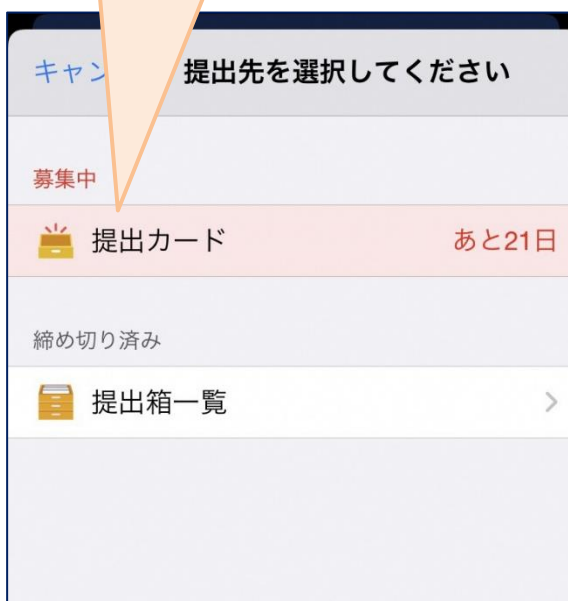 キャン
提出先を選択してください
募集中
提出カード
あと21日
締め切り済み
提出箱一覧